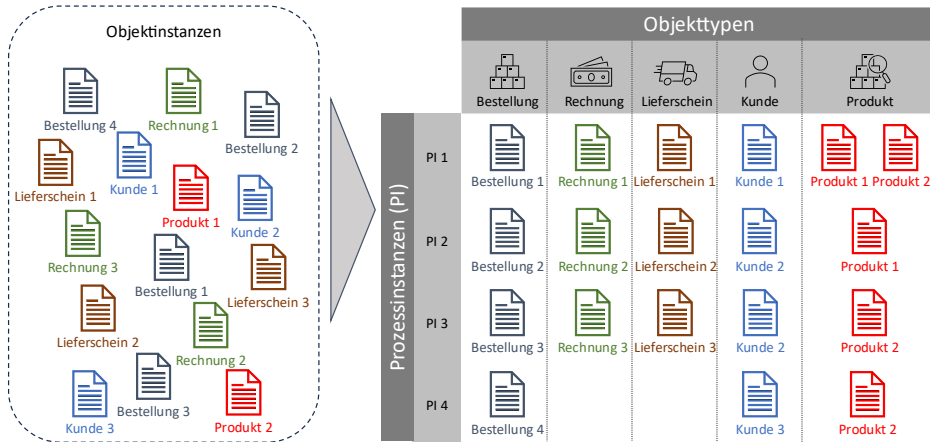 Objektinstanzen
Bestellung 4
Rechnung 1
Bestellung 2
Lieferschein 1
Kunde 1
Produkt 1
Kunde 2
Rechnung 3
Bestellung 1
Lieferschein 3
Lieferschein 2
Rechnung 2
Kunde 3
Bestellung 3
Produkt 2
Objekttypen
Bestellung Rechnung Lieferschein Kunde Produkt
Prozessinstanzen (PI)
PI 1
Bestellung 1 Rechnung 1 Lieferschein 1 Kunde 1 Produkt 1 Produkt 2
PI 2
Bestellung 2 Rechnung 2 Lieferschein 2 Kunde 2 Produkt 1
PI 3
Bestellung 3 Rechnung 3 Lieferschein 3 Kunde 2 Produkt 2
PI 4
Bestellung 4 Kunde 3 Produkt 2